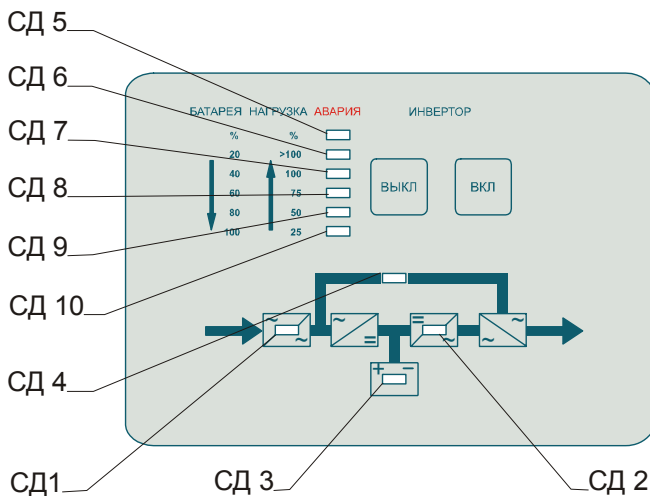 СД 5
СД 6
БАТАРЕЯ НАГРУЗКА АВАРИЯ ИНВЕРТОР
СД 7
% %
20 >100
40 100
СД 8
60 75
ВЫКЛ ВКЛ
80 50
СД 9
100 25
СД 10
~ ~ ~ = = ~ ~ ~
СД 4
+ −
СД1 СД 3 СД 2